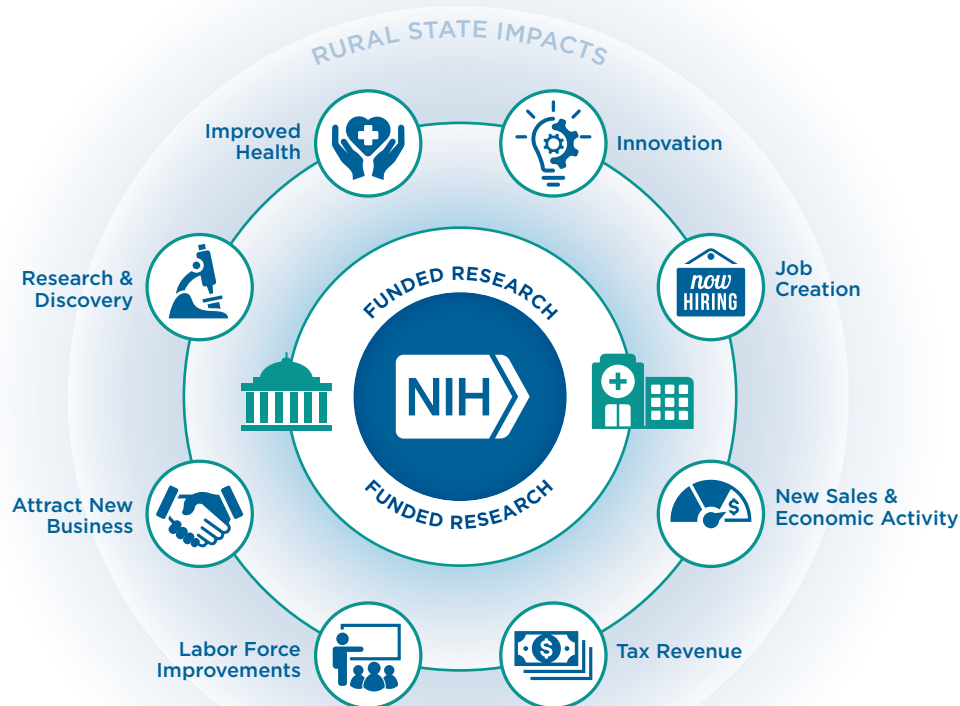 RURAL STATE IMPACTS
Improved
Health
Innovation
Research &
Discovery
Job
Creation
now
HIRING
FUNDED RESEARCH
NIH
FUNDED RESEARCH
Attract New
Business
New Sales &
Economic Activity
$
Labor Force
Improvements
$
Tax Revenue